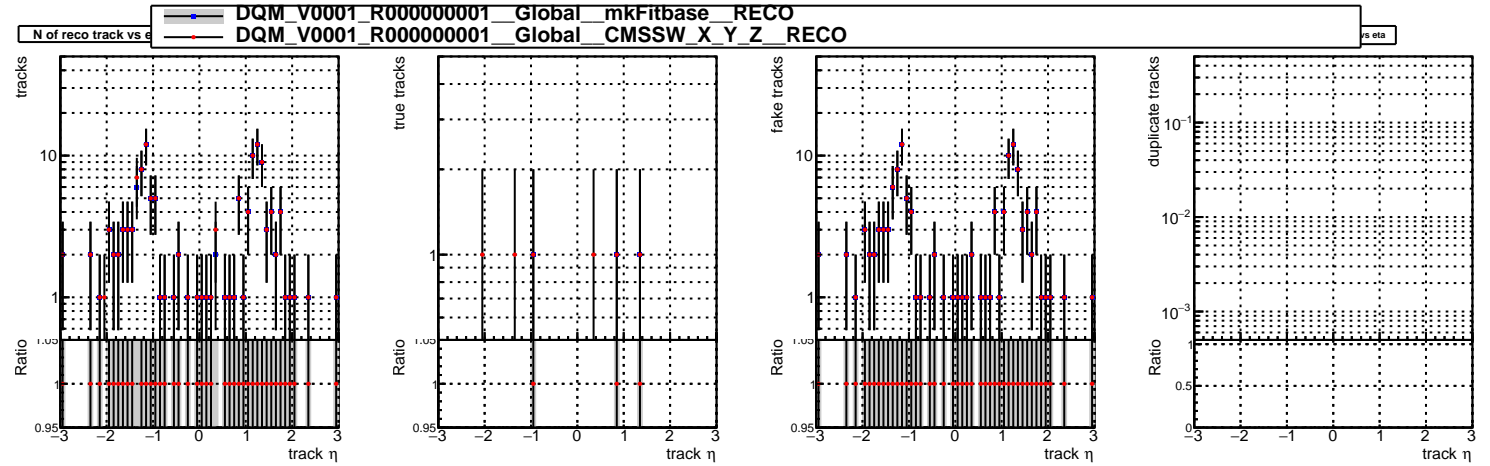 DQM_V0001_R000000001__Global__mkFitbase__RECO
DQM_V0001_R000000001__Global__CMSSW_X_Y_Z__RECO
N of reco track vs e
vs eta
tracks
10
1
Ratio
1.05
1
0.95
−3 −2 −1 0 1 2 3
track η
true tracks
1
Ratio
1.05
1
0.95
−3 −2 −1 0 1 2 3
track η
fake tracks
10
1
Ratio
1.05
1
0.95
−3 −2 −1 0 1 2 3
track η
duplicate tracks
10⁻¹
10⁻²
10⁻³
Ratio
1
0.5
0
−3 −2 −1 0 1 2 3
track η